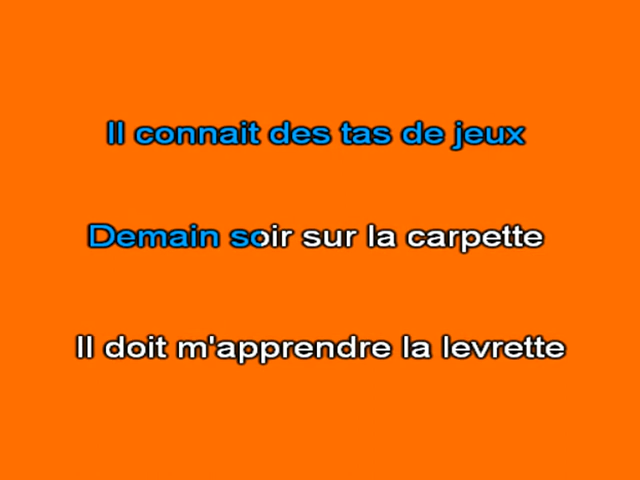 Il connait des tas de jeux
Demain soir sur la carpette
Il doit m'apprendre la levrette